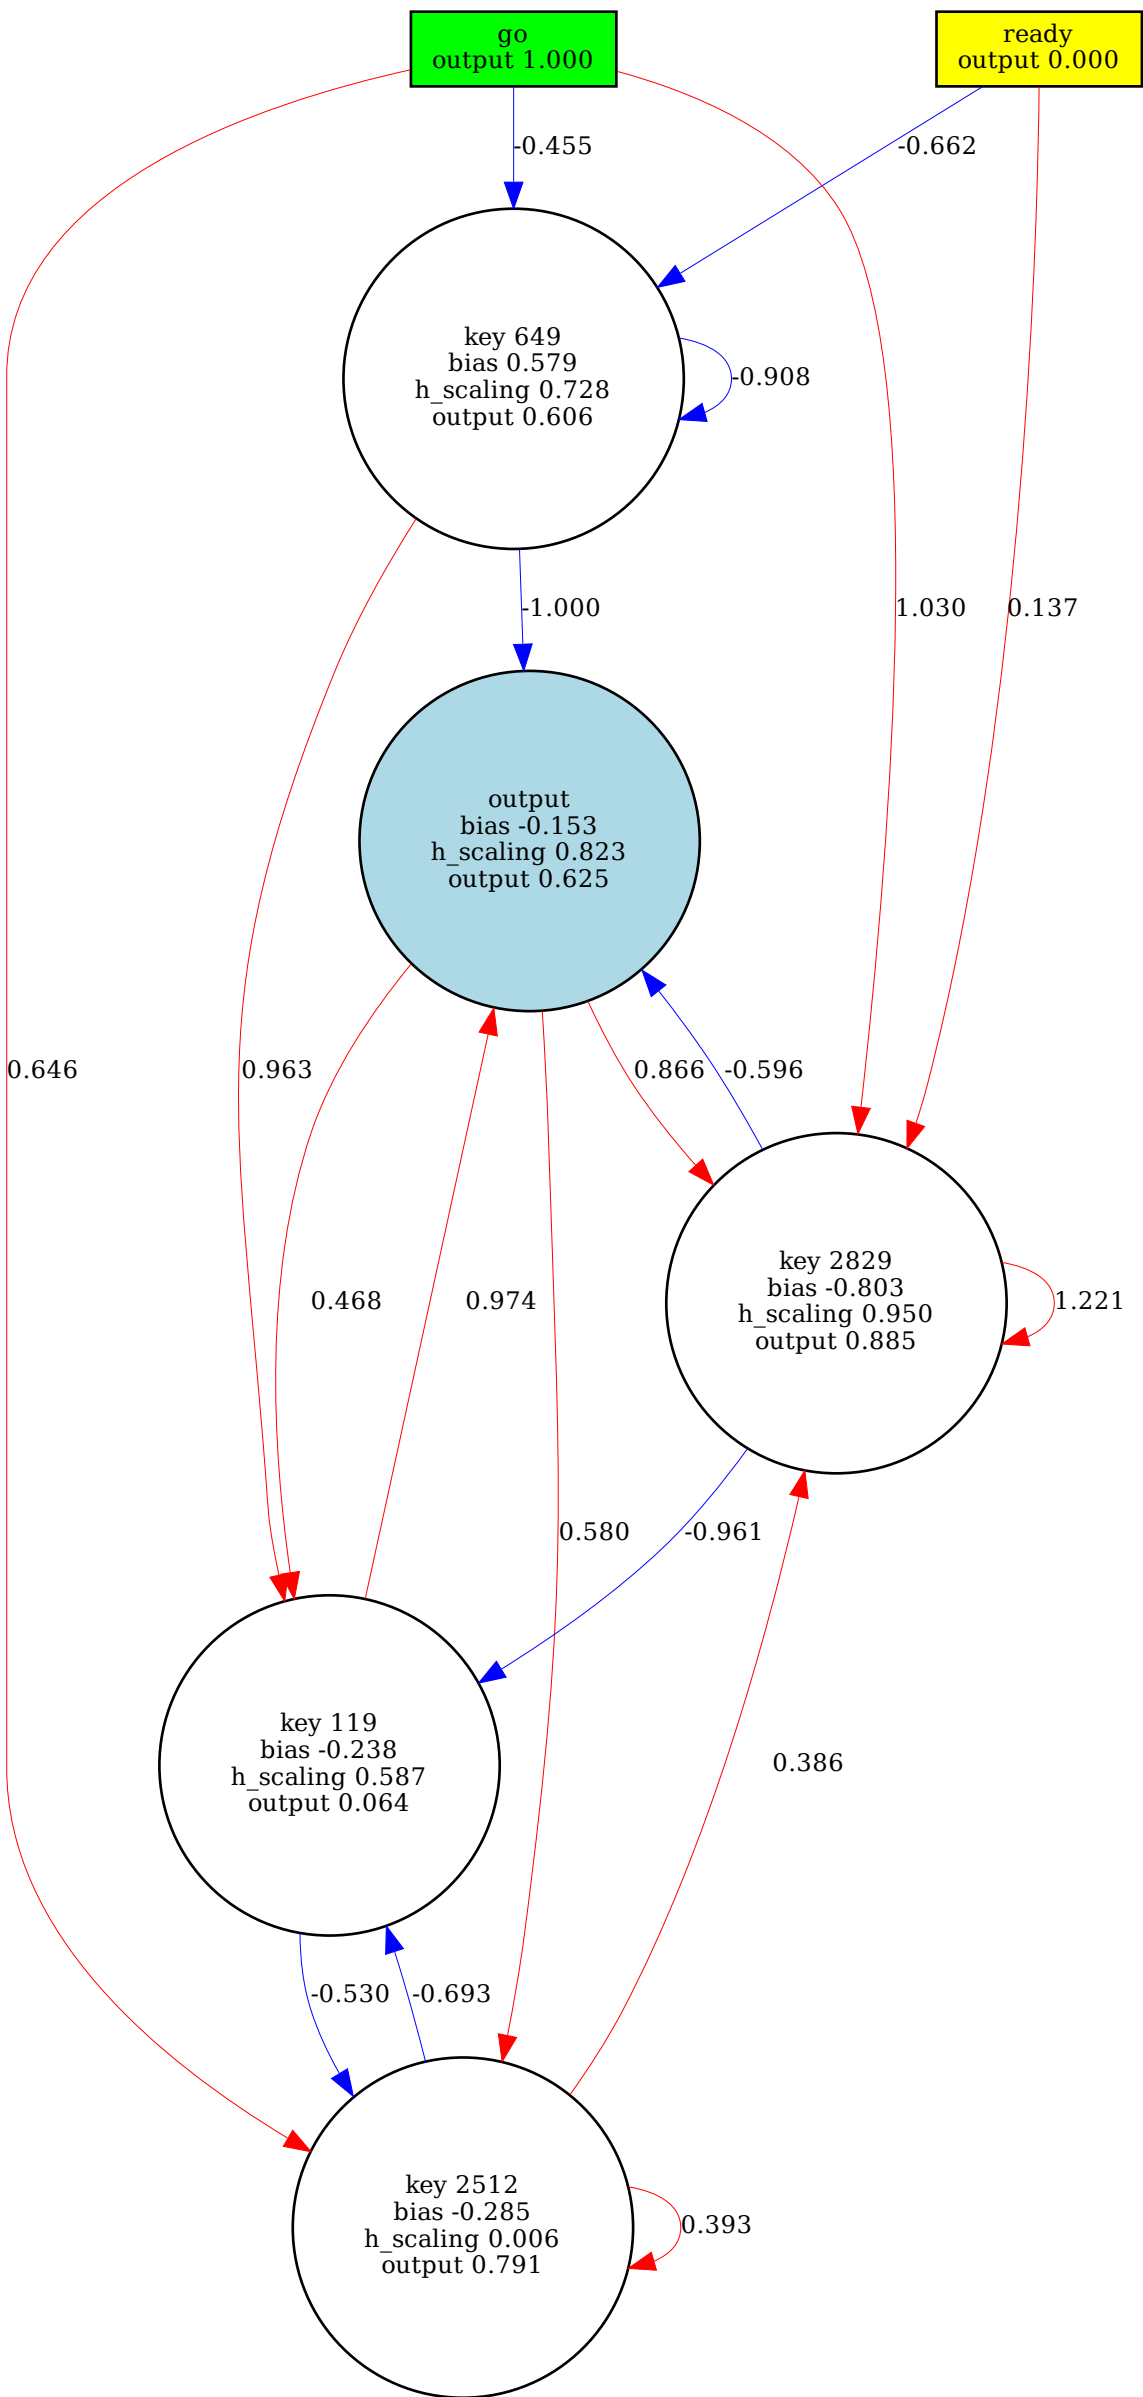 go
output 1.000
ready
output 0.000
-0.455
-0.662
key 649
bias 0.579
h_scaling 0.728
output 0.606
-0.908
-1.000
1.030
0.137
output
bias -0.153
h_scaling 0.823
output 0.625
0.646
0.963
0.866
-0.596
key 2829
bias -0.803
h_scaling 0.950
output 0.885
0.468
0.974
1.221
0.580
-0.961
key 119
bias -0.238
h_scaling 0.587
output 0.064
0.386
-0.530
-0.693
key 2512
bias -0.285
h_scaling 0.006
output 0.791
0.393